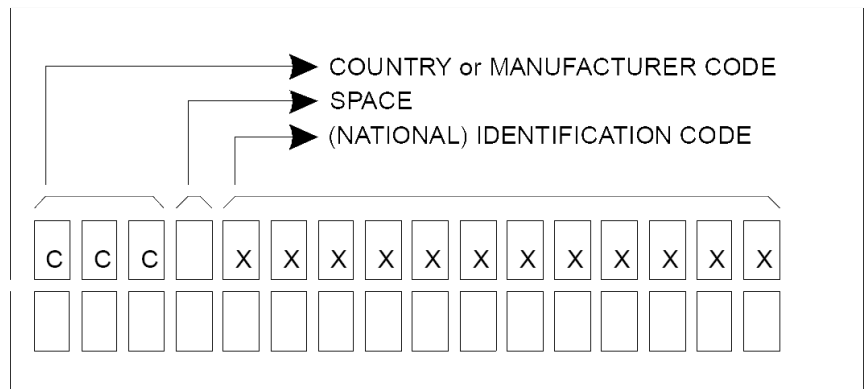 COUNTRY or MANUFACTURER CODE
SPACE
(NATIONAL) IDENTIFICATION CODE
C C C X X X X X X X X X X X X